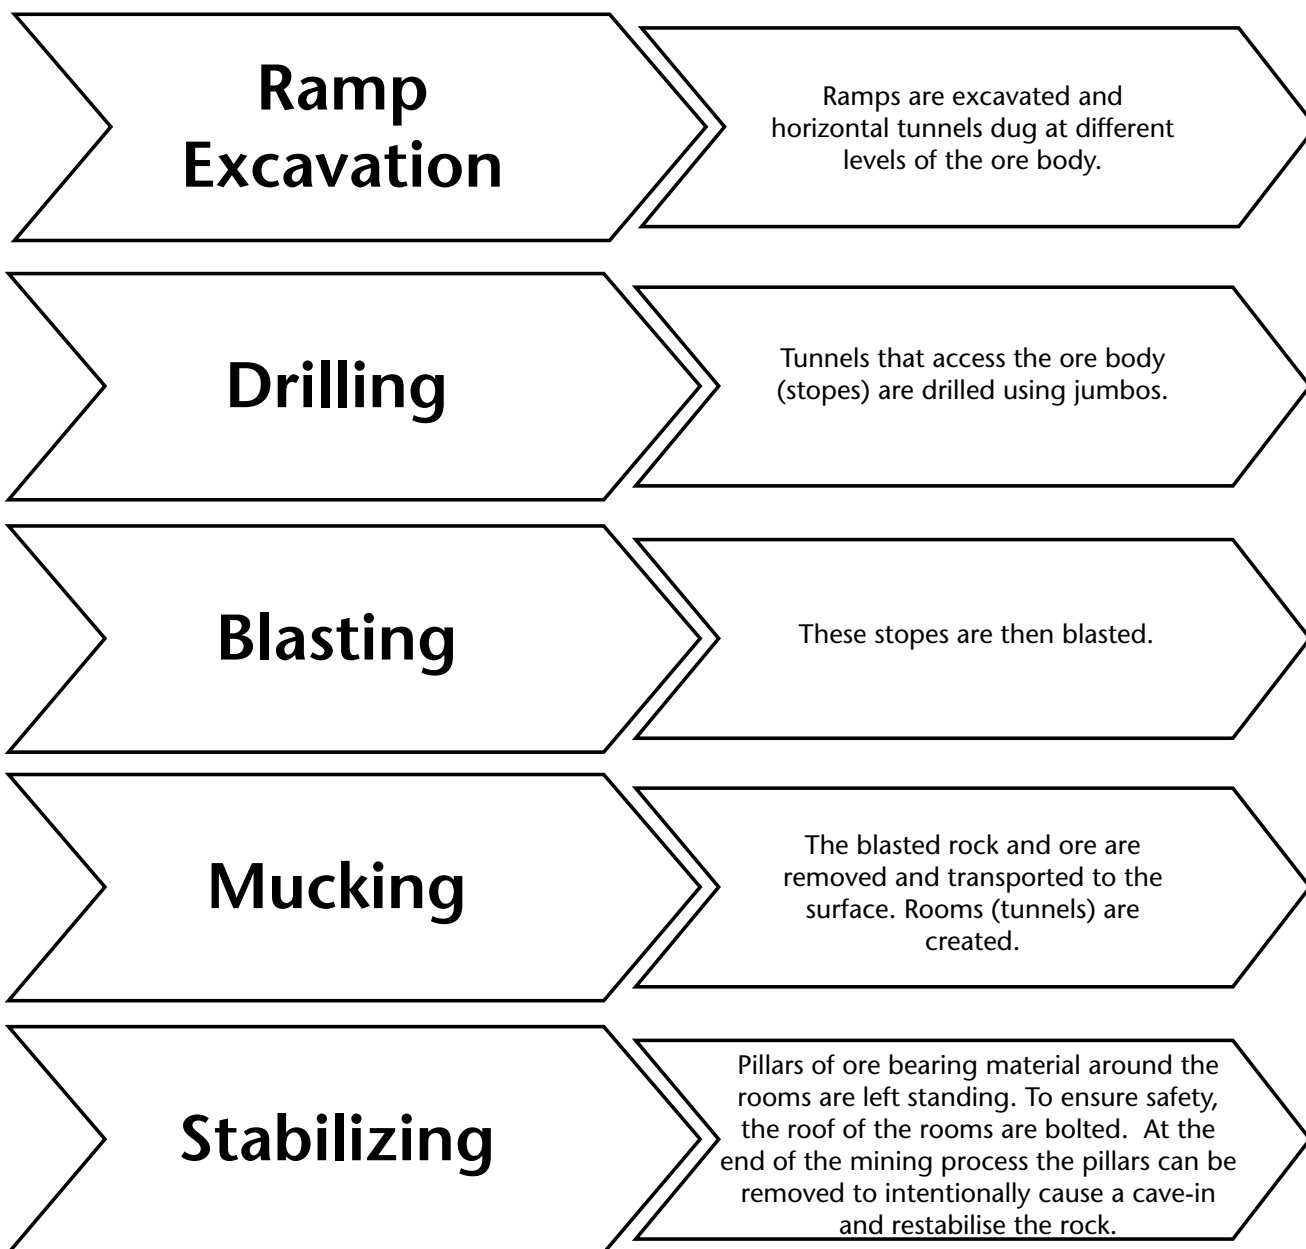 Ramp
Excavation
Ramps are excavated and
horizontal tunnels dug at different
levels of the ore body.
Drilling
Tunnels that access the ore body
(stopes) are drilled using jumbos.
Blasting
These stopes are then blasted.
Mucking
The blasted rock and ore are
removed and transported to the
surface. Rooms (tunnels) are
created.
Stabilizing
Pillars of ore bearing material around the
rooms are left standing. To ensure safety,
the roof of the rooms are bolted.  At the
end of the mining process the pillars can be
removed to intentionally cause a cave-in
and restabilise the rock.